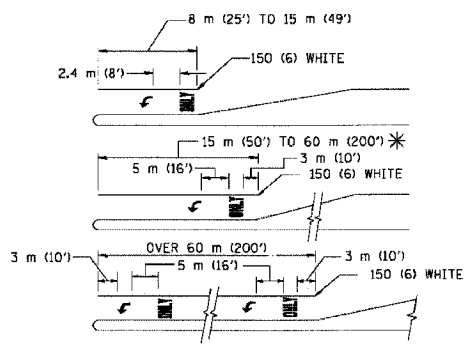 8 m (25') TO 15 m (49')
2.4 m (8')
150 (6) WHITE
ONLY
15 m (50') TO 60 m (200') *
5 m (16')
3 m (10')
150 (6) WHITE
ONLY
OVER 60 m (200')
3 m (10')
5 m (16')
3 m (10')
150 (6) WHITE
ONLY
ONLY